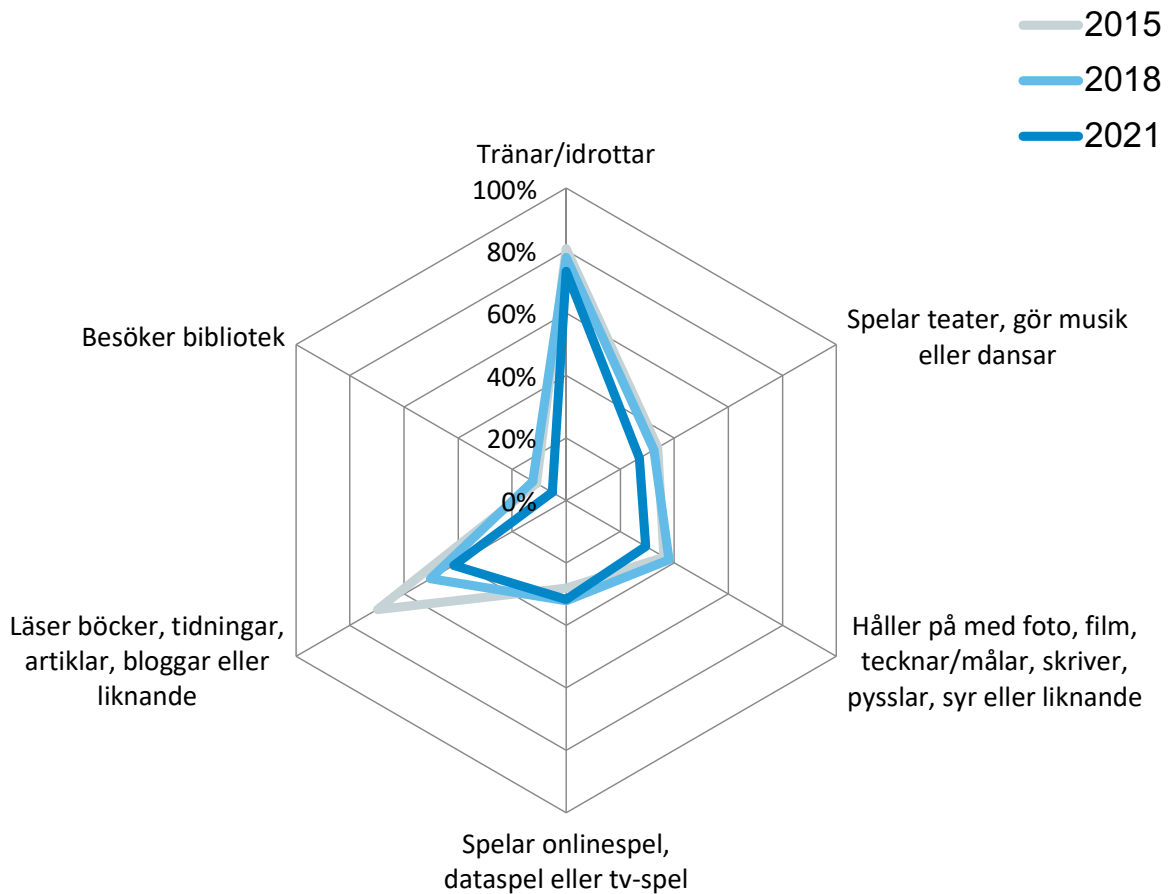 2015
2018
2021
Tränar/idrottar
100%
80%
60%
40%
20%
0%
Spelar teater, gör musik
eller dansar
Håller på med foto, film,
tecknar/målar, skriver,
pysslar, syr eller liknande
Spelar onlinespel,
dataspel eller tv-spel
Läser böcker, tidningar,
artiklar, bloggar eller
liknande
Besöker bibliotek